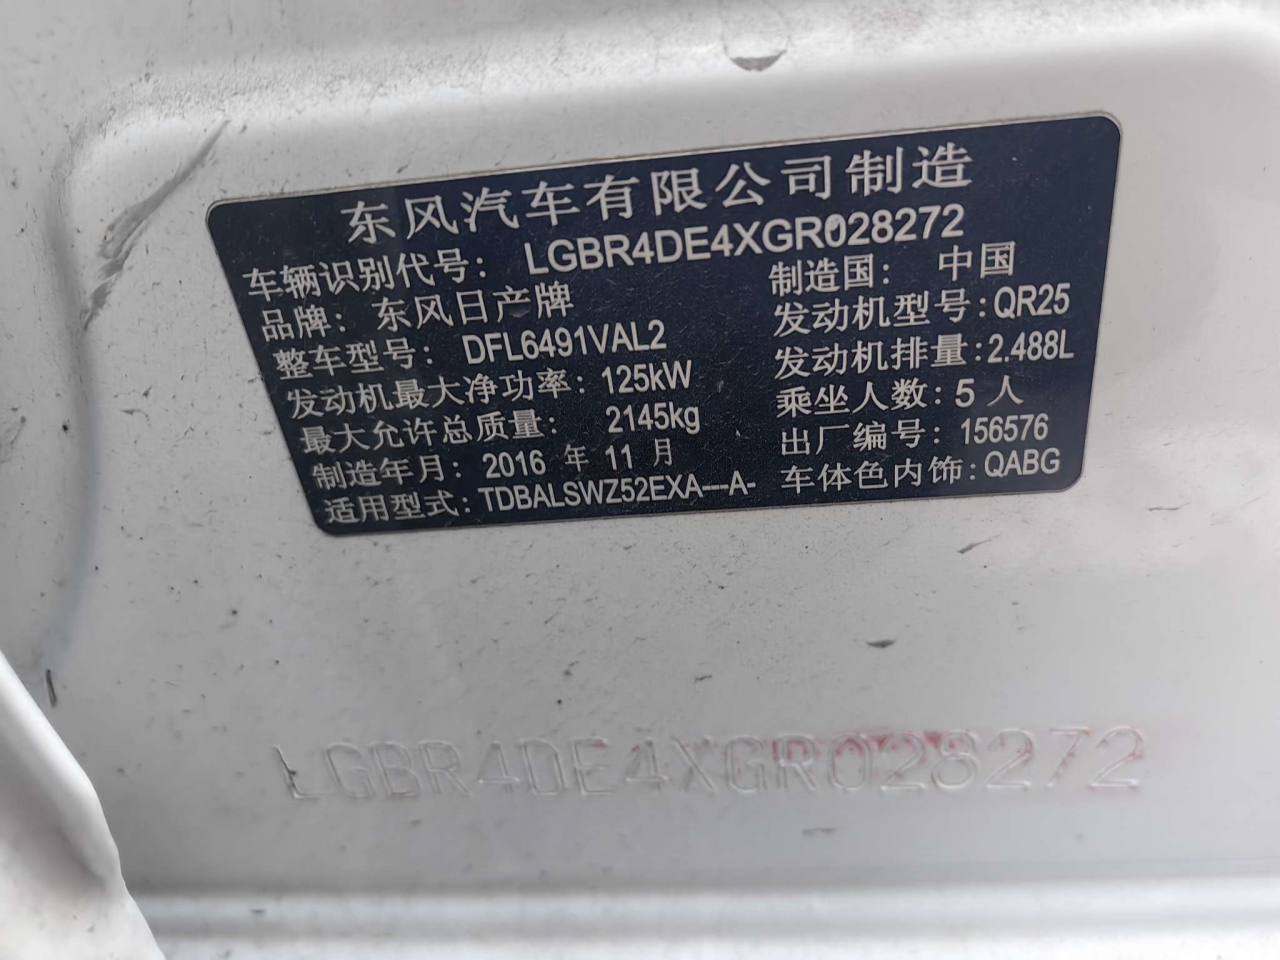 东风汽车有限公司制造
车辆识别代号: LGBR4DE4XGR028272
品牌: 东风日产牌 制造国: 中国
整车型号: DFL6491VAL2 发动机型号: QR25
发动机最大净功率: 125kW 发动机排量: 2.488L
最大允许总质量: 2145kg 乘坐人数: 5 人
制造年月: 2016 年 11 月 出厂编号: 156576
适用型式: TDBALSWZ52EXA---A- 车体色内饰: QABG
LGBR4DE4XGR028272